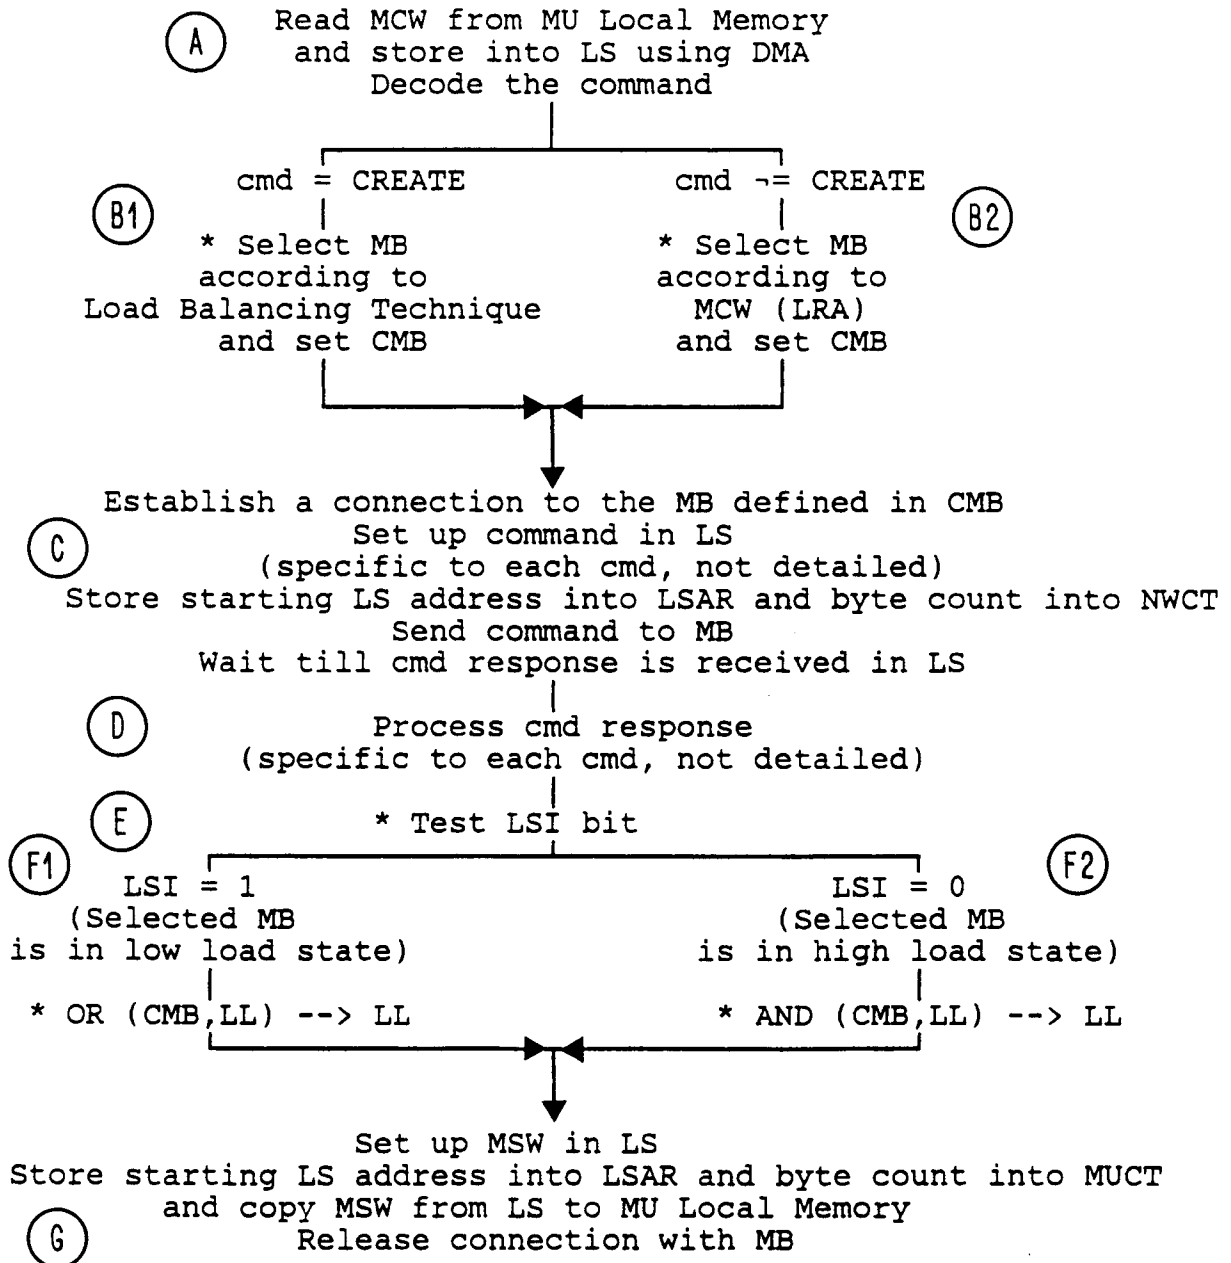 A
Read MCW from MU Local Memory
and store into LS using DMA
Decode the command
cmd = CREATE
cmd ¬= CREATE
B1
B2
* Select MB
according to
Load Balancing Technique
and set CMB
* Select MB
according to
MCW (LRA)
and set CMB
Establish a connection to the MB defined in CMB
C
Set up command in LS
(specific to each cmd, not detailed)
Store starting LS address into LSAR and byte count into NWCT
Send command to MB
Wait till cmd response is received in LS
D
Process cmd response
(specific to each cmd, not detailed)
E
* Test LSI bit
F1
LSI = 1
(Selected MB
is in low load state)
* OR (CMB,LL) --> LL
F2
LSI = 0
(Selected MB
is in high load state)
* AND (CMB,LL) --> LL
Set up MSW in LS
Store starting LS address into LSAR and byte count into MUCT
and copy MSW from LS to MU Local Memory
G
Release connection with MB